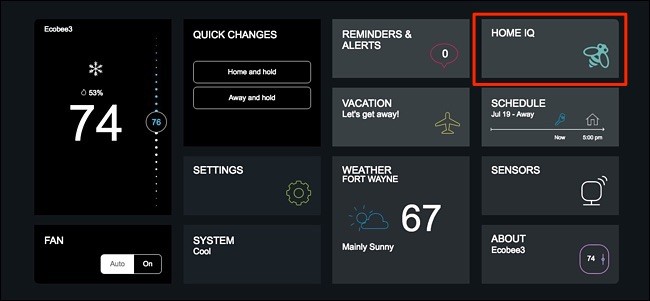 Ecobee3
53%
74
76
FAN
Auto
On
QUICK CHANGES
Home and hold
Away and hold
SETTINGS
SYSTEM
Cool
REMINDERS &
ALERTS
0
VACATION
Let's get away!
WEATHER
FORT WAYNE
67
Mainly Sunny
HOME IQ
SCHEDULE
Jul 19 - Away
Now
5:00 pm
SENSORS
ABOUT
Ecobee3
74